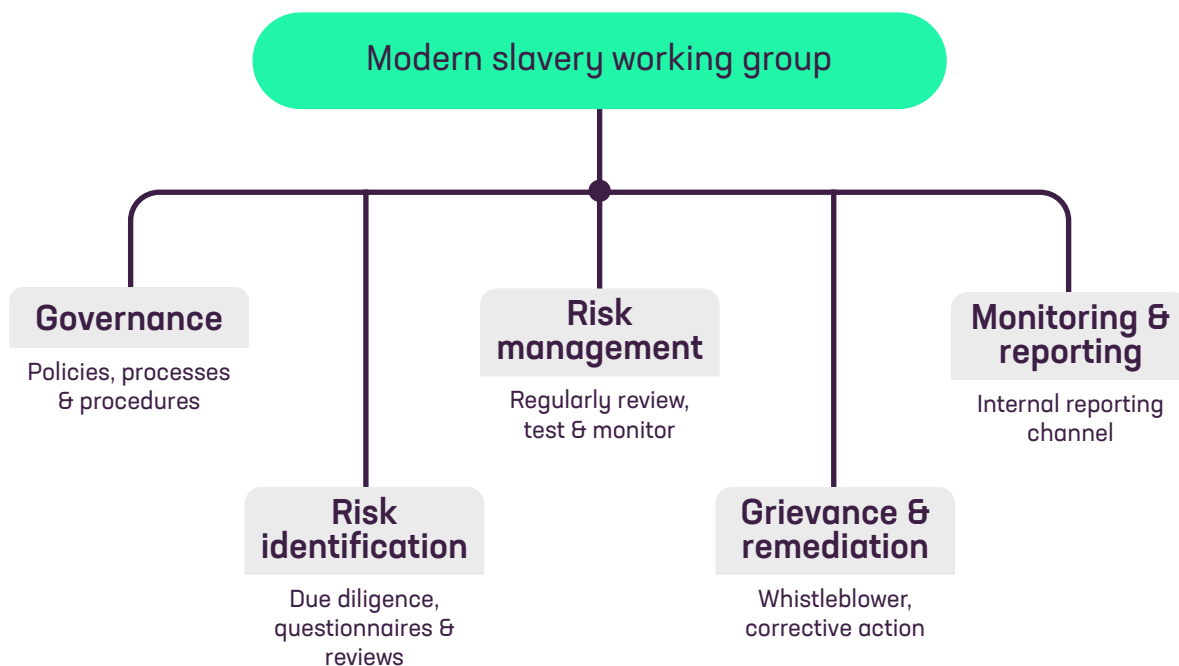 Modern slavery working group
Governance
Policies, processes
& procedures
Risk
identification
Due diligence,
questionnaires &
reviews
Risk
management
Regularly review,
test & monitor
Grievance &
remediation
Whistleblower,
corrective action
Monitoring &
reporting
Internal reporting
channel